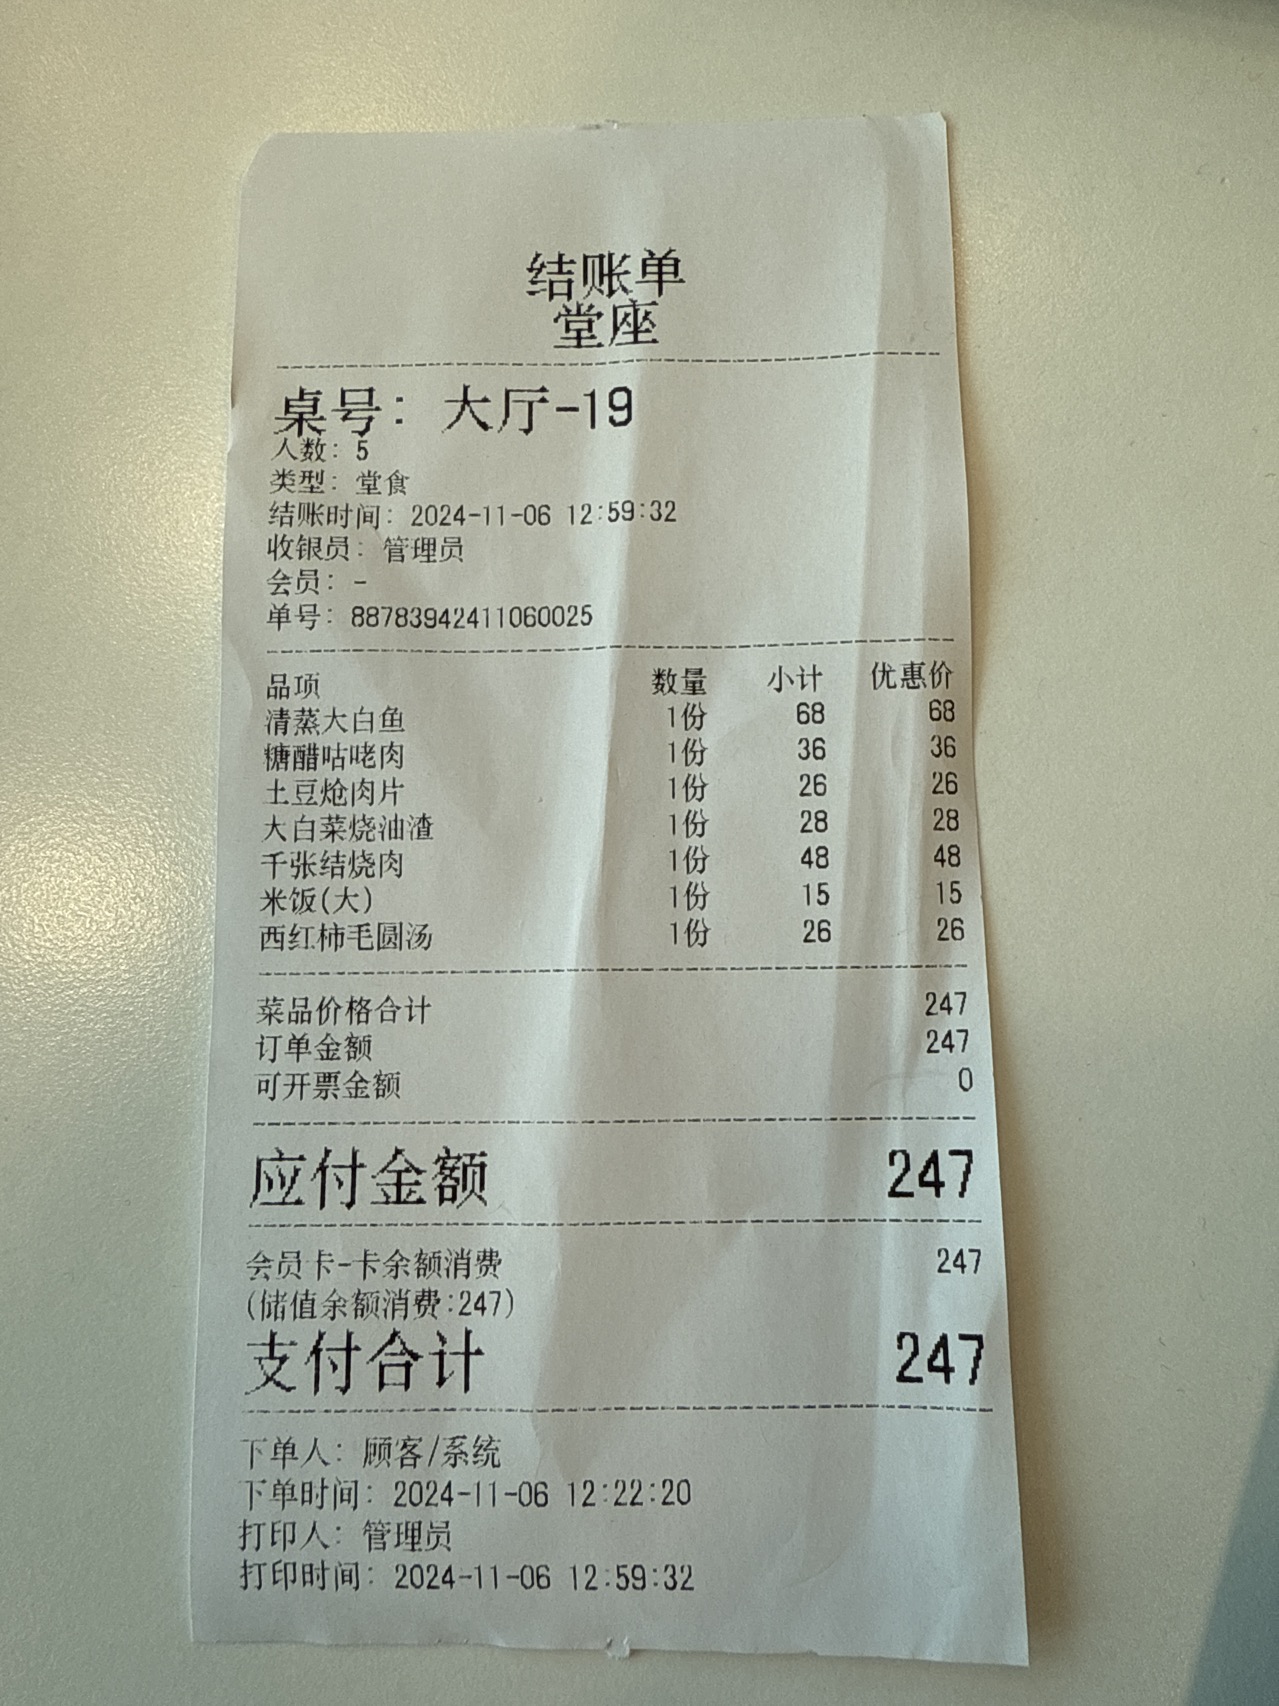 结账单
堂座
桌号: 大厅-19
人数: 5
类型: 堂食
结账时间: 2024-11-06 12:59:32
收银员: 管理员
会员: -
单号: 88783942411060025
品项 数量 小计 优惠价
清蒸大白鱼 1份 68 68
糖醋咕咾肉 1份 36 36
土豆炝肉片 1份 26 26
大白菜烧油渣 1份 28 28
千张结烧肉 1份 48 48
米饭(大) 1份 15 15
西红柿毛圆汤 1份 26 26
菜品价格合计 247
订单金额 247
可开票金额 0
应付金额 247
会员卡-卡余额消费 247
(储值余额消费:247)
支付合计 247
下单人: 顾客/系统
下单时间: 2024-11-06 12:22:20
打印人: 管理员
打印时间: 2024-11-06 12:59:32